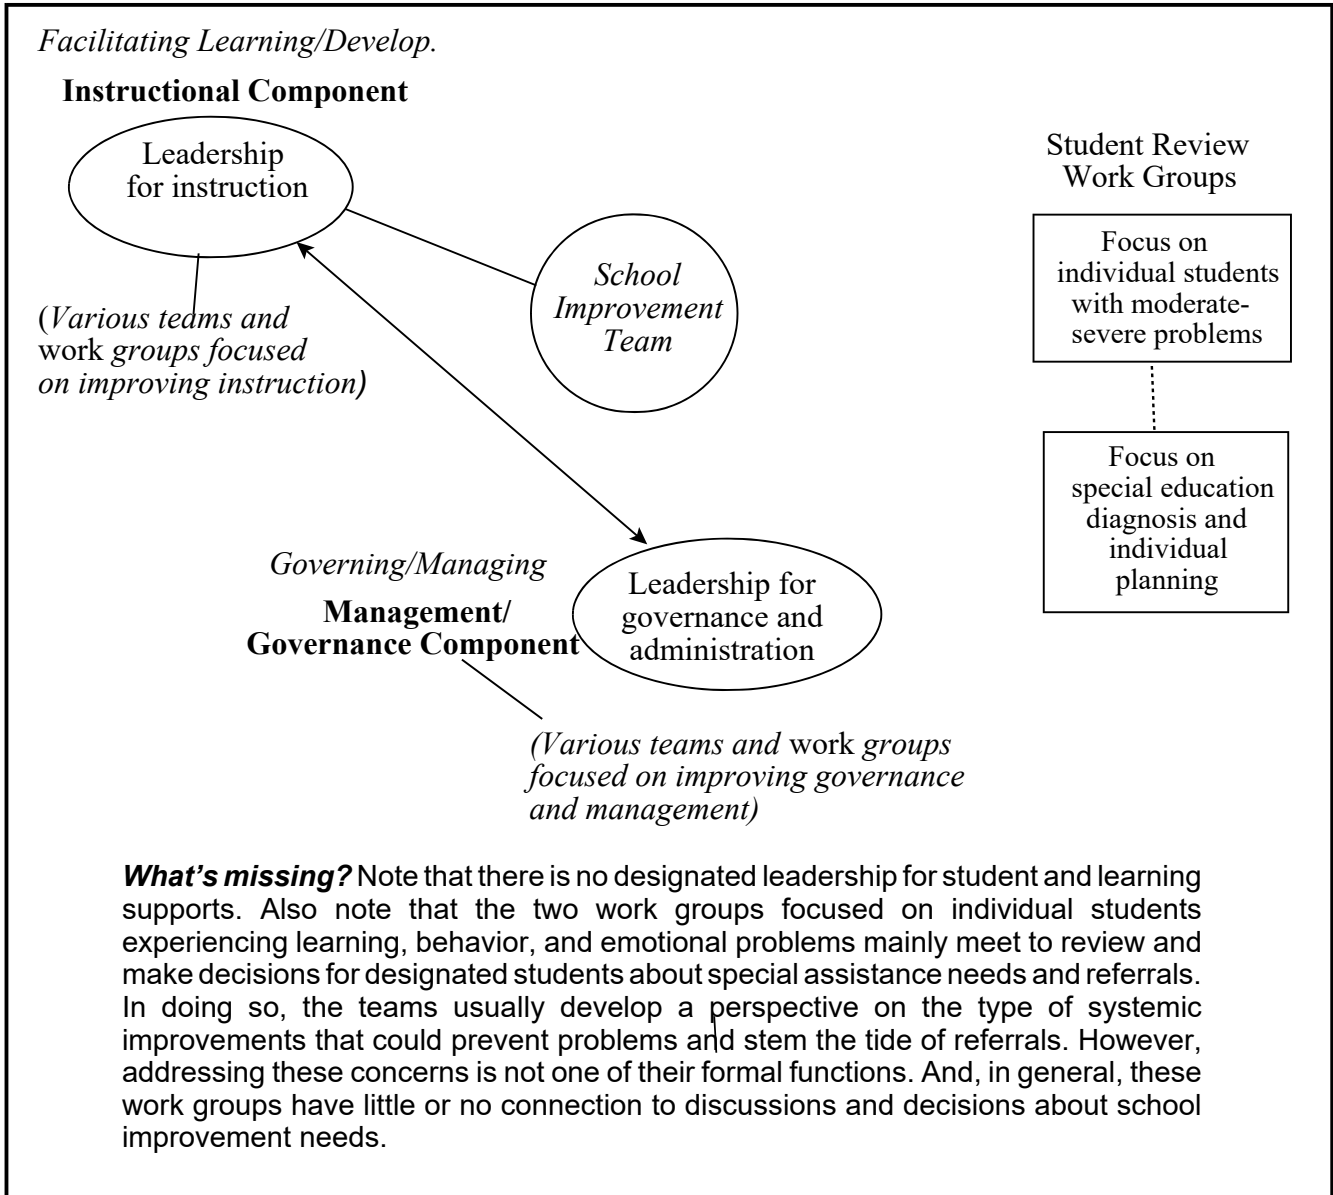 Facilitating Learning/Develop.
Instructional Component
Leadership
for instruction
(Various teams and
work groups focused
on improving instruction)
School
Improvement
Team
Student Review
Work Groups
Focus on
individual students
with moderate-
severe problems
Focus on
special education
diagnosis and
individual
planning
Governing/Managing
Management/
Governance Component
Leadership for
governance and
administration
(Various teams and work groups
focused on improving governance
and management)
What's missing? Note that there is no designated leadership for student and learning
supports. Also note that the two work groups focused on individual students
experiencing learning, behavior, and emotional problems mainly meet to review and
make decisions for designated students about special assistance needs and referrals.
In doing so, the teams usually develop a perspective on the type of systemic
improvements that could prevent problems and stem the tide of referrals. However,
addressing these concerns is not one of their formal functions. And, in general, these
work groups have little or no connection to discussions and decisions about school
improvement needs.